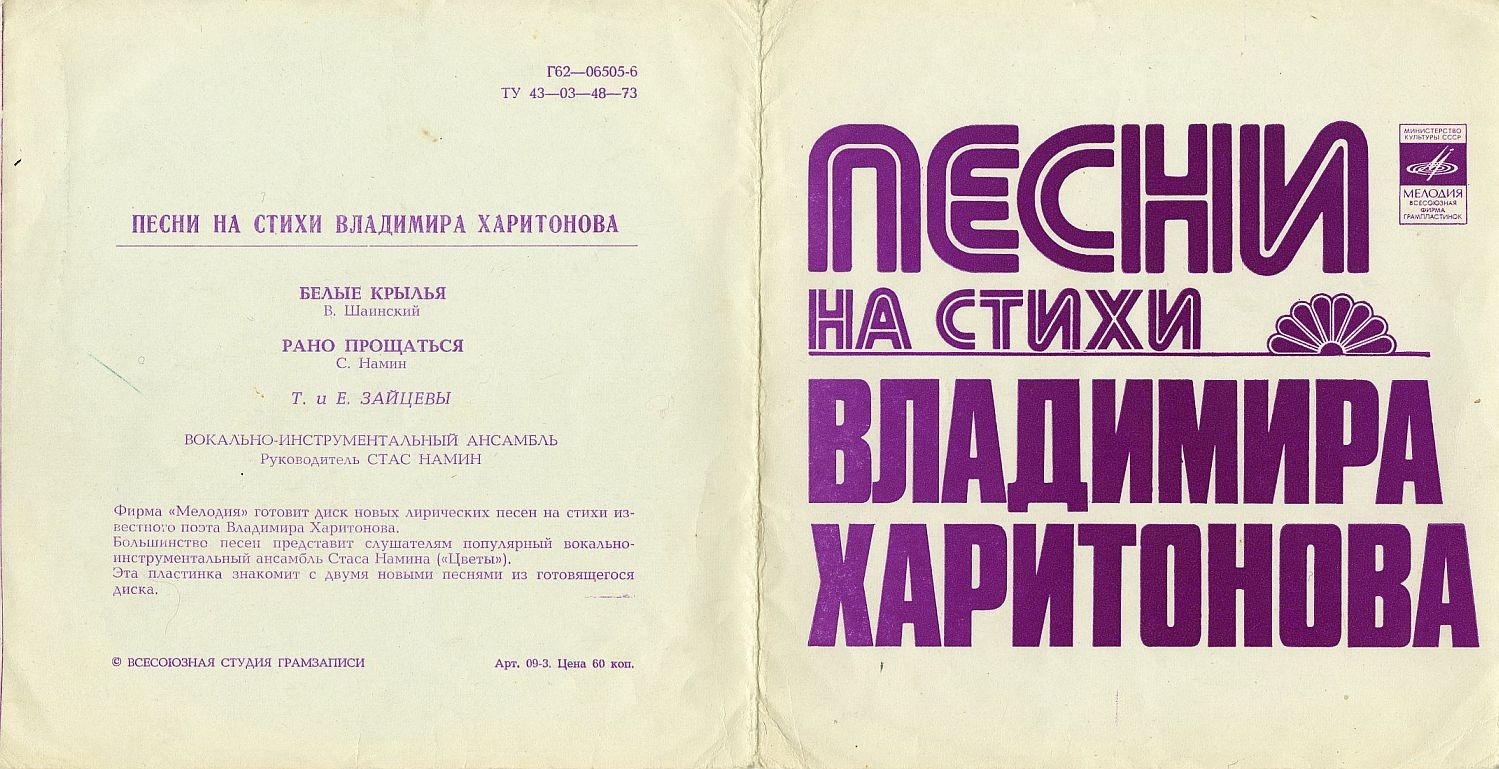 Г62—06505-6
ТУ 43—03—48—73
ПЕСНИ НА СТИХИ ВЛАДИМИРА ХАРИТОНОВА
БЕЛЫЕ КРЫЛЬЯ
В. Шаинский
РАНО ПРОЩАТЬСЯ
С. Намин
Т. и Е. ЗАЙЦЕВЫ
ВОКАЛЬНО-ИНСТРУМЕНТАЛЬНЫЙ АНСАМБЛЬ
Руководитель СТАС НАМИН
Фирма «Мелодия» готовит диск новых лирических песен на стихи из-
вестного поэта Владимира Харитонова.
Большинство песен представит слушателям популярный вокально-
инструментальный ансамбль Стаса Намина («Цветы»).
Эта пластинка знакомит с двумя новыми песнями из готовящегося
диска.
© ВСЕСОЮЗНАЯ СТУДИЯ ГРАМЗАПИСИ
Арт. 09-3. Цена 60 коп.
ПЕСНИ
НА СТИХИ
ВЛАДИМИРА
ХАРИТОНОВА
МИНИСТЕРСТВО
КУЛЬТУРЫ СССР
МЕЛОДИЯ
ВСЕСОЮЗНАЯ
ФИРМА
ГРАМПЛАСТИНОК